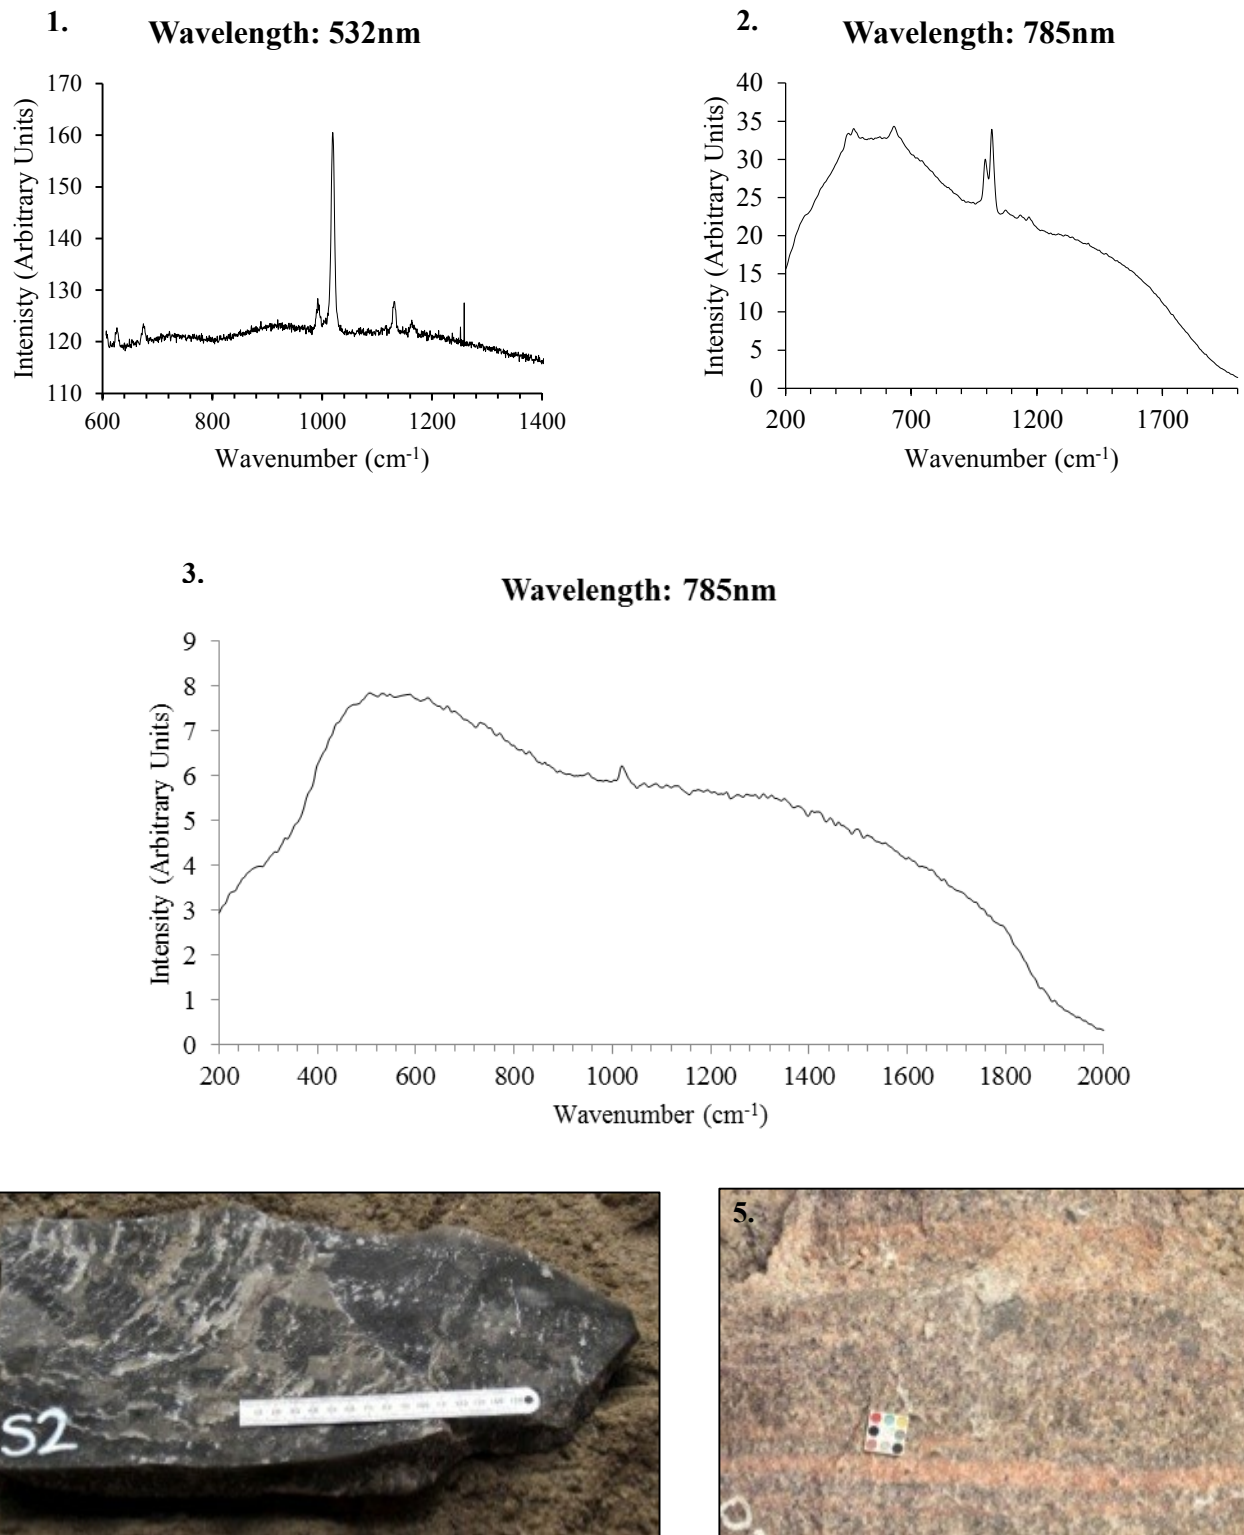 1.
Wavelength: 532nm
170
160
150
140
130
120
110
Intenisty (Arbitrary Units)
600 800 1000 1200 1400
Wavenumber (cm-1)
2.
Wavelength: 785nm
40
35
30
25
20
15
10
5
0
Intensity (Arbitrary Units)
200 700 1200 1700
Wavenumber (cm-1)
3.
Wavelength: 785nm
9
8
7
6
5
4
3
2
1
0
Intensity (Arbitrary Units)
200 400 600 800 1000 1200 1400 1600 1800 2000
Wavenumber (cm-1)
S2
5.